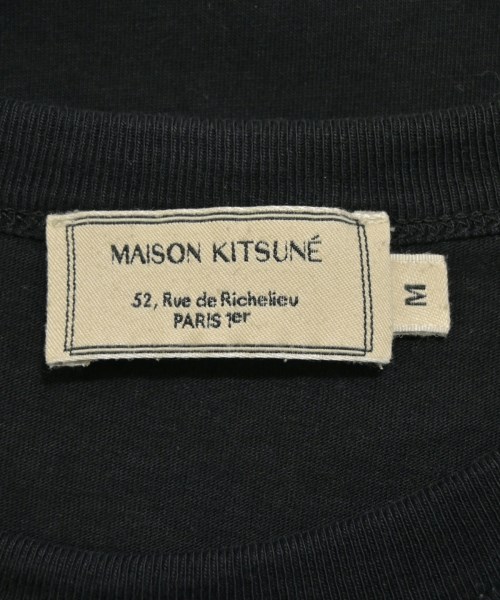 MAISON KITSUNÉ
52, Rue de Richelieu
PARIS 1er
M